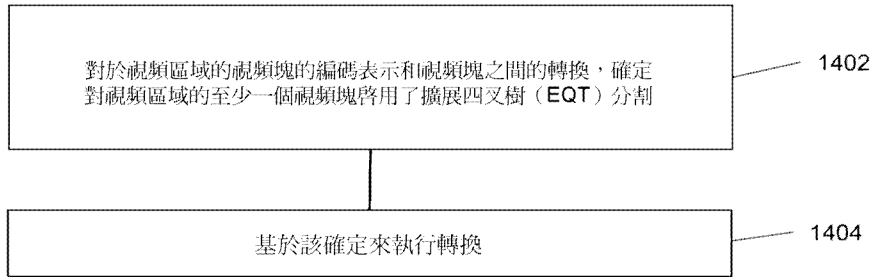 對於視頻區域的視頻塊的編碼表示和視頻塊之間的轉換，確定
對視頻區域的至少一個視頻塊啓用了擴展四叉樹（EQT）分割
1402
基於該確定來執行轉換
1404